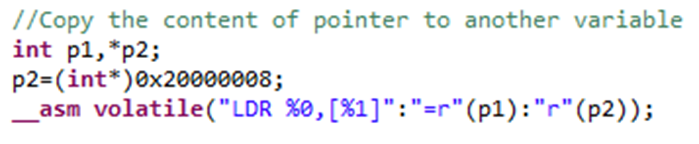 //Copy the content of pointer to another variable
int p1,*p2;
p2=(int*)0x20000008;
__asm volatile("LDR %0,[%1]":"=r"(p1):"r"(p2));